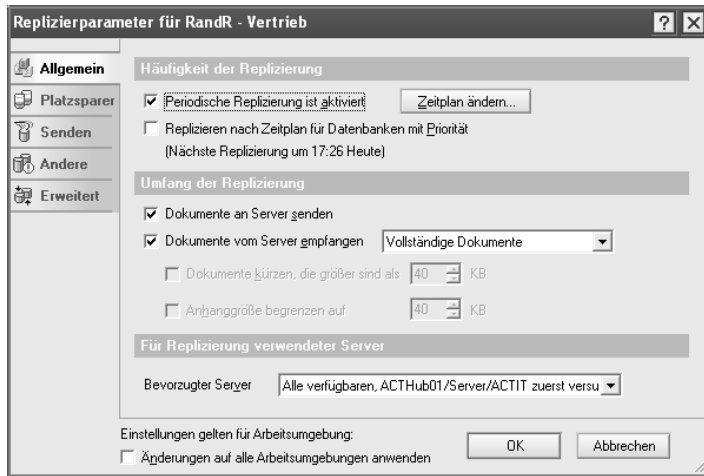 Replizierparameter für RandR - Vertrieb
Allgemein
Platzsparer
Senden
Andere
Erweitert
Häufigkeit der Replizierung
Periodische Replizierung ist aktiviert
Zeitplan ändern...
Replizieren nach Zeitplan für Datenbanken mit Priorität
(Nächste Replizierung um 17:26 Heute)
Umfang der Replizierung
Dokumente an Server senden
Dokumente vom Server empfangen
Vollständige Dokumente
Dokumente kürzen, die größer sind als 40 KB
Anhanggröße begrenzen auf 40 KB
Für Replizierung verwendeter Server
Bevorzugter Server
Alle verfügbaren, ACTHub01/Server/ACTIT zuerst versu
Einstellungen gelten für Arbeitsumgebung:
Änderungen auf alle Arbeitsumgebungen anwenden
OK
Abbrechen